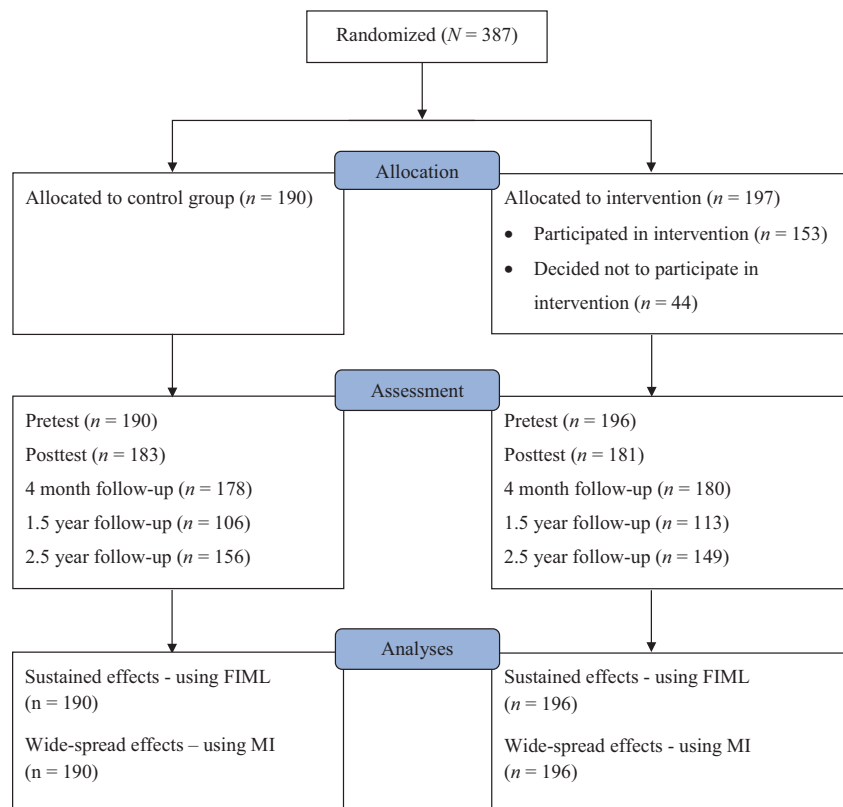 Randomized (N = 387)
Allocation
Allocated to control group (n = 190)
Allocated to intervention (n = 197)
• Participated in intervention (n = 153)
• Decided not to participate in
intervention (n = 44)
Assessment
Pretest (n = 190)
Posttest (n = 183)
4 month follow-up (n = 178)
1.5 year follow-up (n = 106)
2.5 year follow-up (n = 156)
Pretest (n = 196)
Posttest (n = 181)
4 month follow-up (n = 180)
1.5 year follow-up (n = 113)
2.5 year follow-up (n = 149)
Analyses
Sustained effects - using FIML
(n = 190)
Wide-spread effects – using MI
(n = 190)
Sustained effects - using FIML
(n = 196)
Wide-spread effects - using MI
(n = 196)